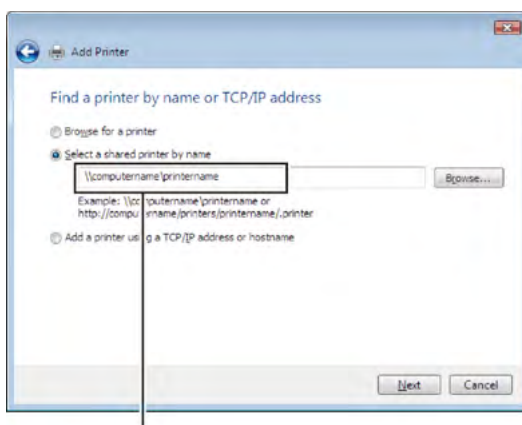 Add Printer
Find a printer by name or TCP/IP address
Browse for a printer
Select a shared printer by name
\\computername\printername
Browse...
Example: \\computername\printername or
http://computername/printers/printername/.printer
Add a printer using a TCP/IP address or hostname
Next
Cancel